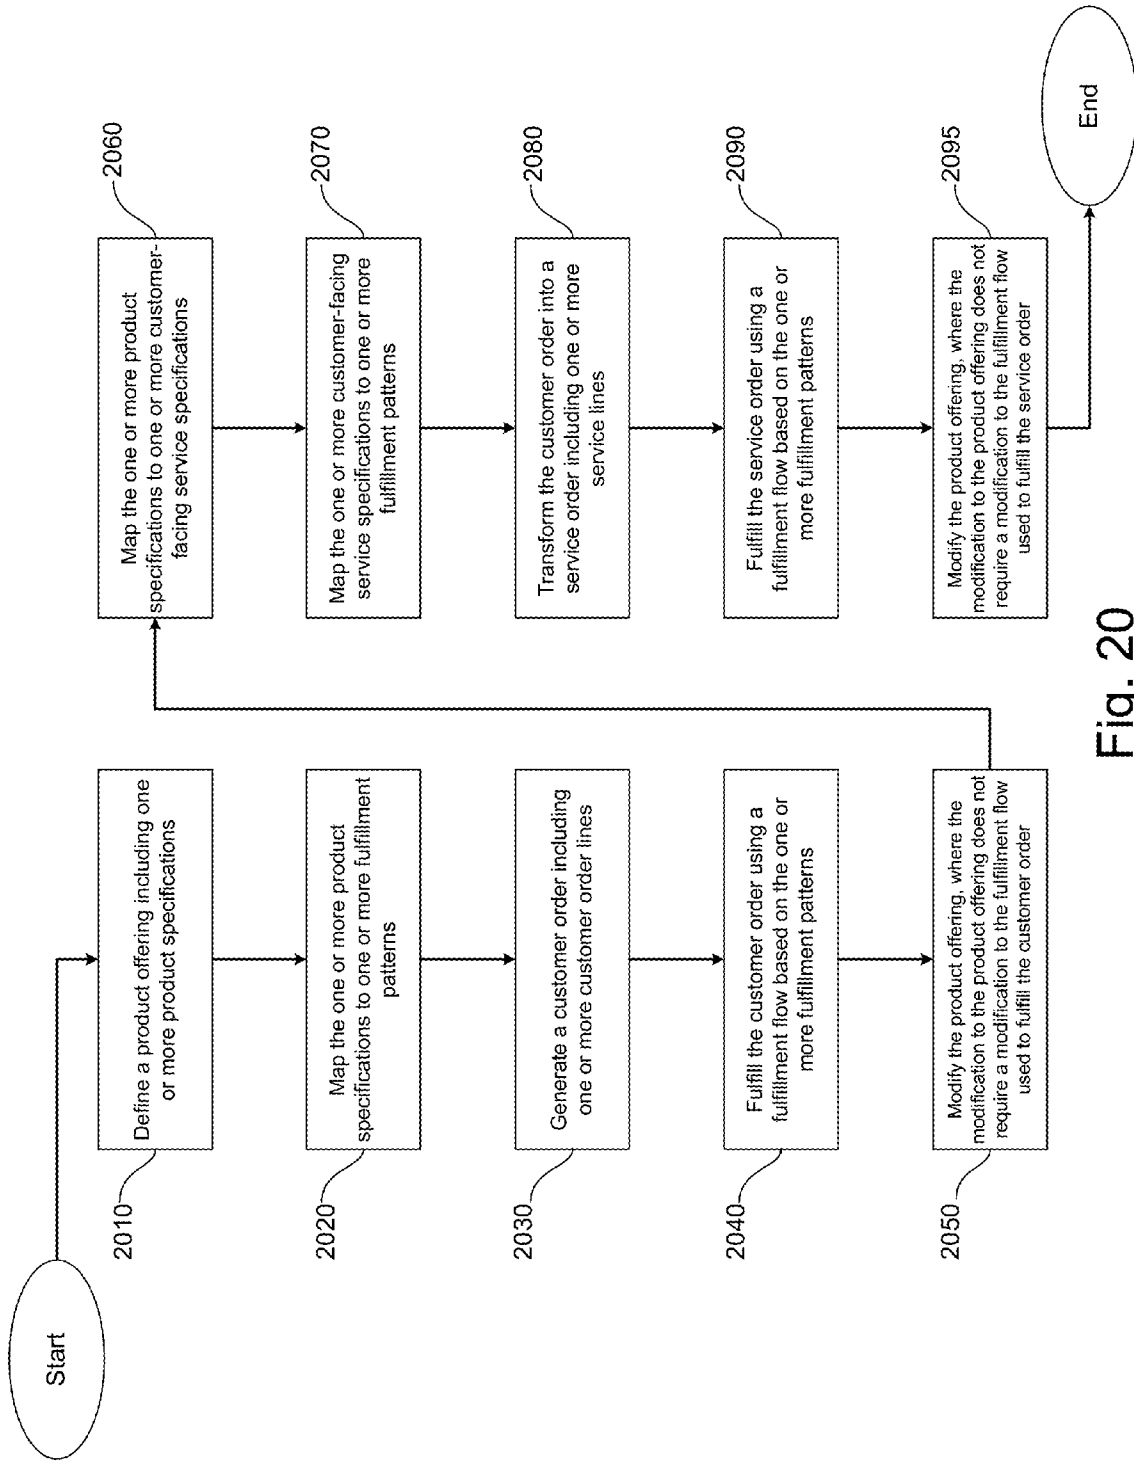 Start
2010
Define a product offering including one
or more product specifications
2020
Map the one or more product
specifications to one or more fulfillment
patterns
2030
Generate a customer order including
one or more customer order lines
2040
Fulfill the customer order using a
fulfillment flow based on the one or
more fulfillment patterns
2050
Modify the product offering, where the
modification to the product offering does not
require a modification to the fulfillment flow
used to fulfill the customer order
2060
Map the one or more product
specifications to one or more customer-
facing service specifications
2070
Map the one or more customer-facing
service specifications to one or more
fulfillment patterns
2080
Transform the customer order into a
service order including one or more
service lines
2090
Fulfill the service order using a
fulfillment flow based on the one or
more fulfillment patterns
2095
Modify the product offering, where the
modification to the product offering does not
require a modification to the fulfillment flow
used to fulfill the service order
End
Fig. 20